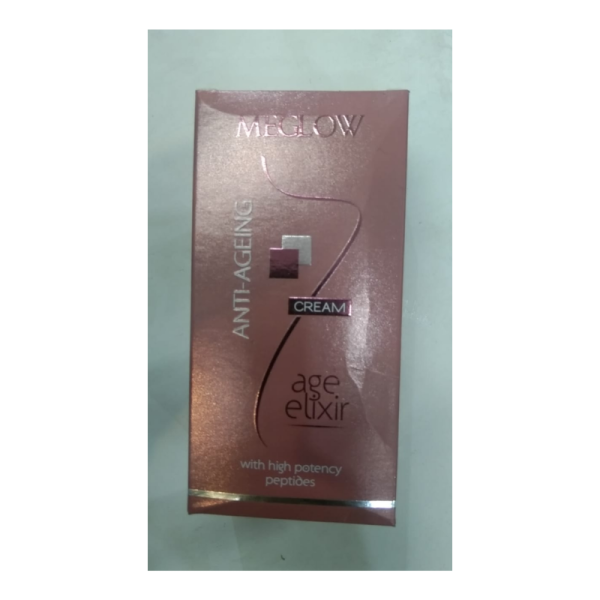 MEGLOW
ANTI-AGEING
CREAM
age
elixir
with high potency
peptides